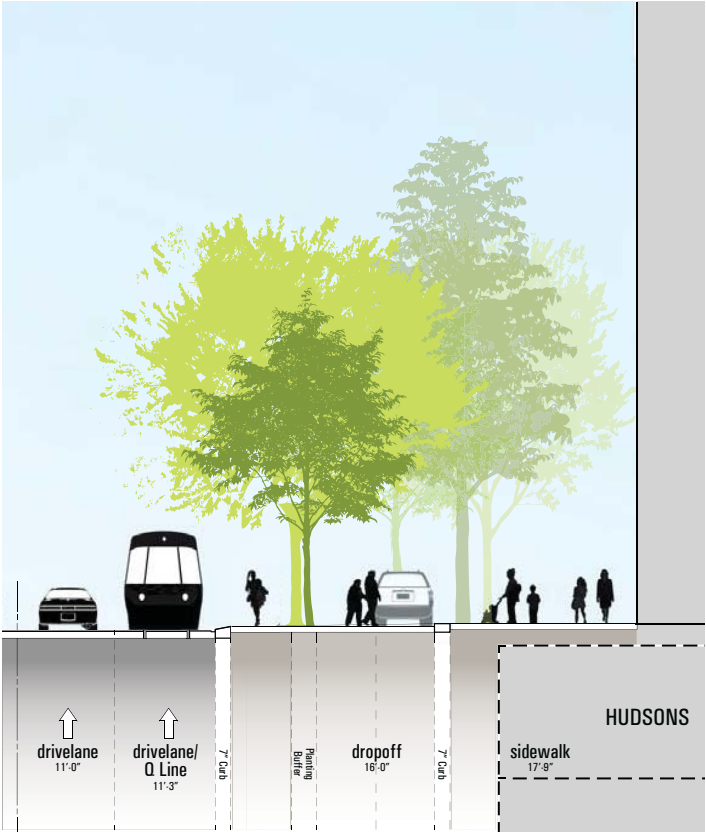 HUDSONS
drivelane
11'-0"
drivelane/
Q Line
11'-3"
7" Curb
Planting
Buffer
dropoff
16'-0"
7" Curb
sidewalk
17'-9"